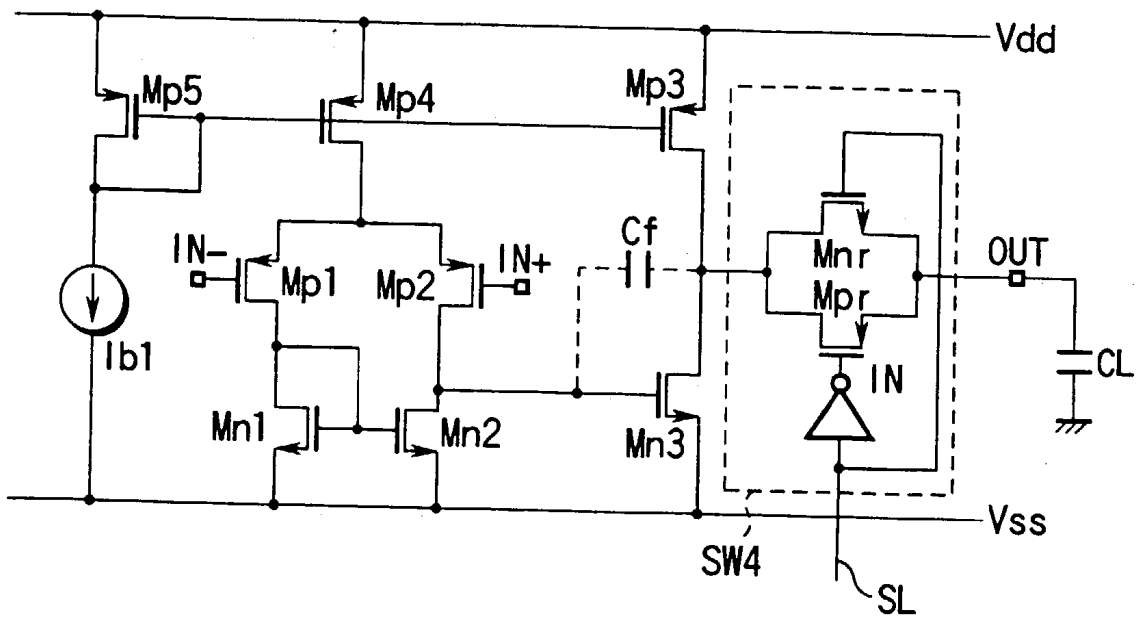 Vdd
Mp5
Mp4
Mp3
Cf
IN-
IN+
OUT
Mnr
Mp1
Mp2
Mpr
Ib1
IN
CL
Mn1
Mn2
Mn3
Vss
SW4
SL